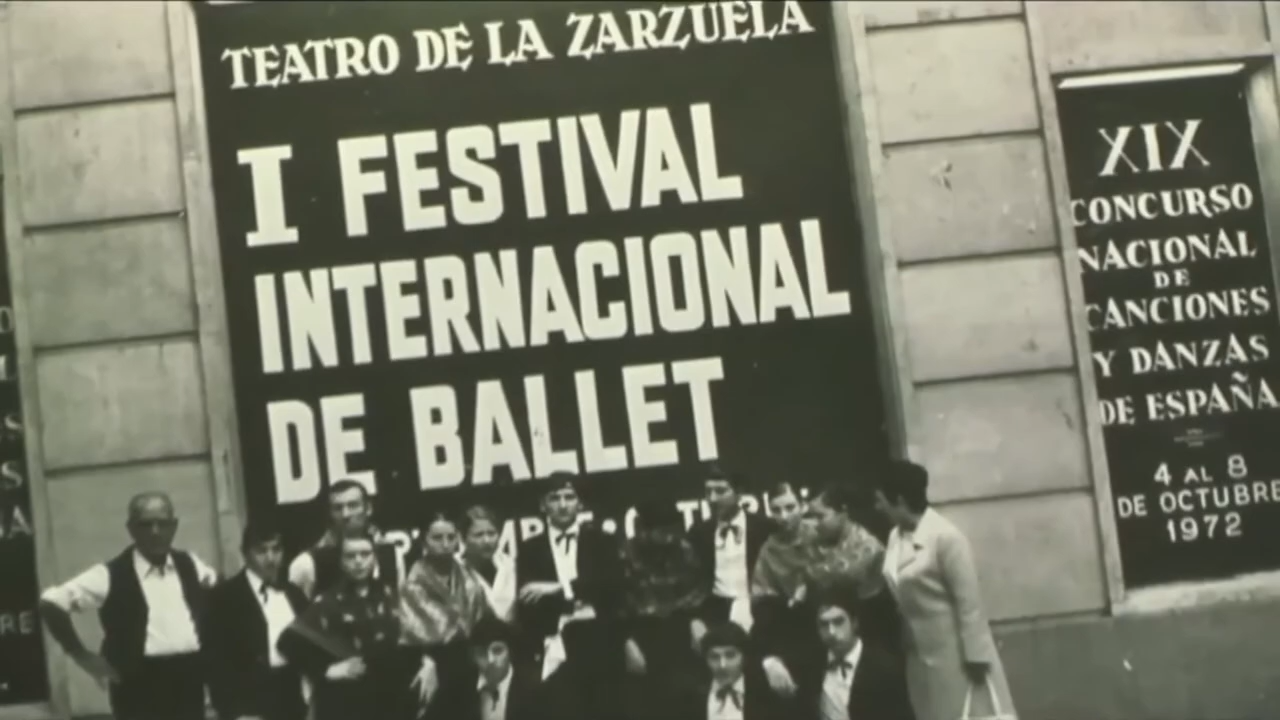 TEATRO DE LA ZARZUELA
I FESTIVAL
INTERNACIONAL
DE BALLET
XIX
CONCURSO
NACIONAL
DE
CANCIONES
Y DANZAS
DE ESPAÑA
4 AL 8
DE OCTUBRE
1972